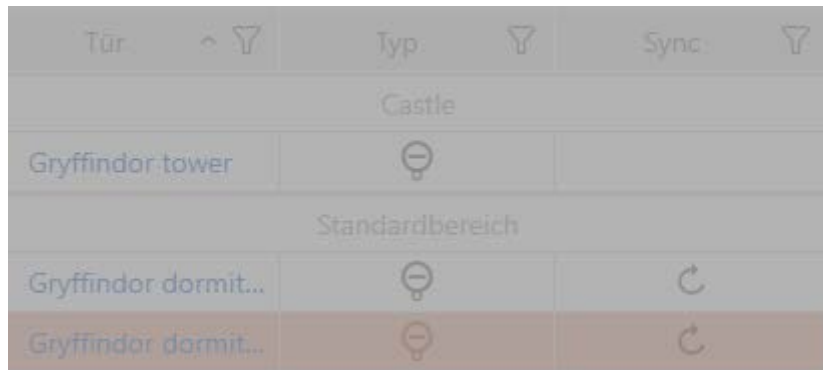 Tür Typ Sync
Castle
Gryffindor tower
Standardbereich
Gryffindor dormit...
Gryffindor dormit...